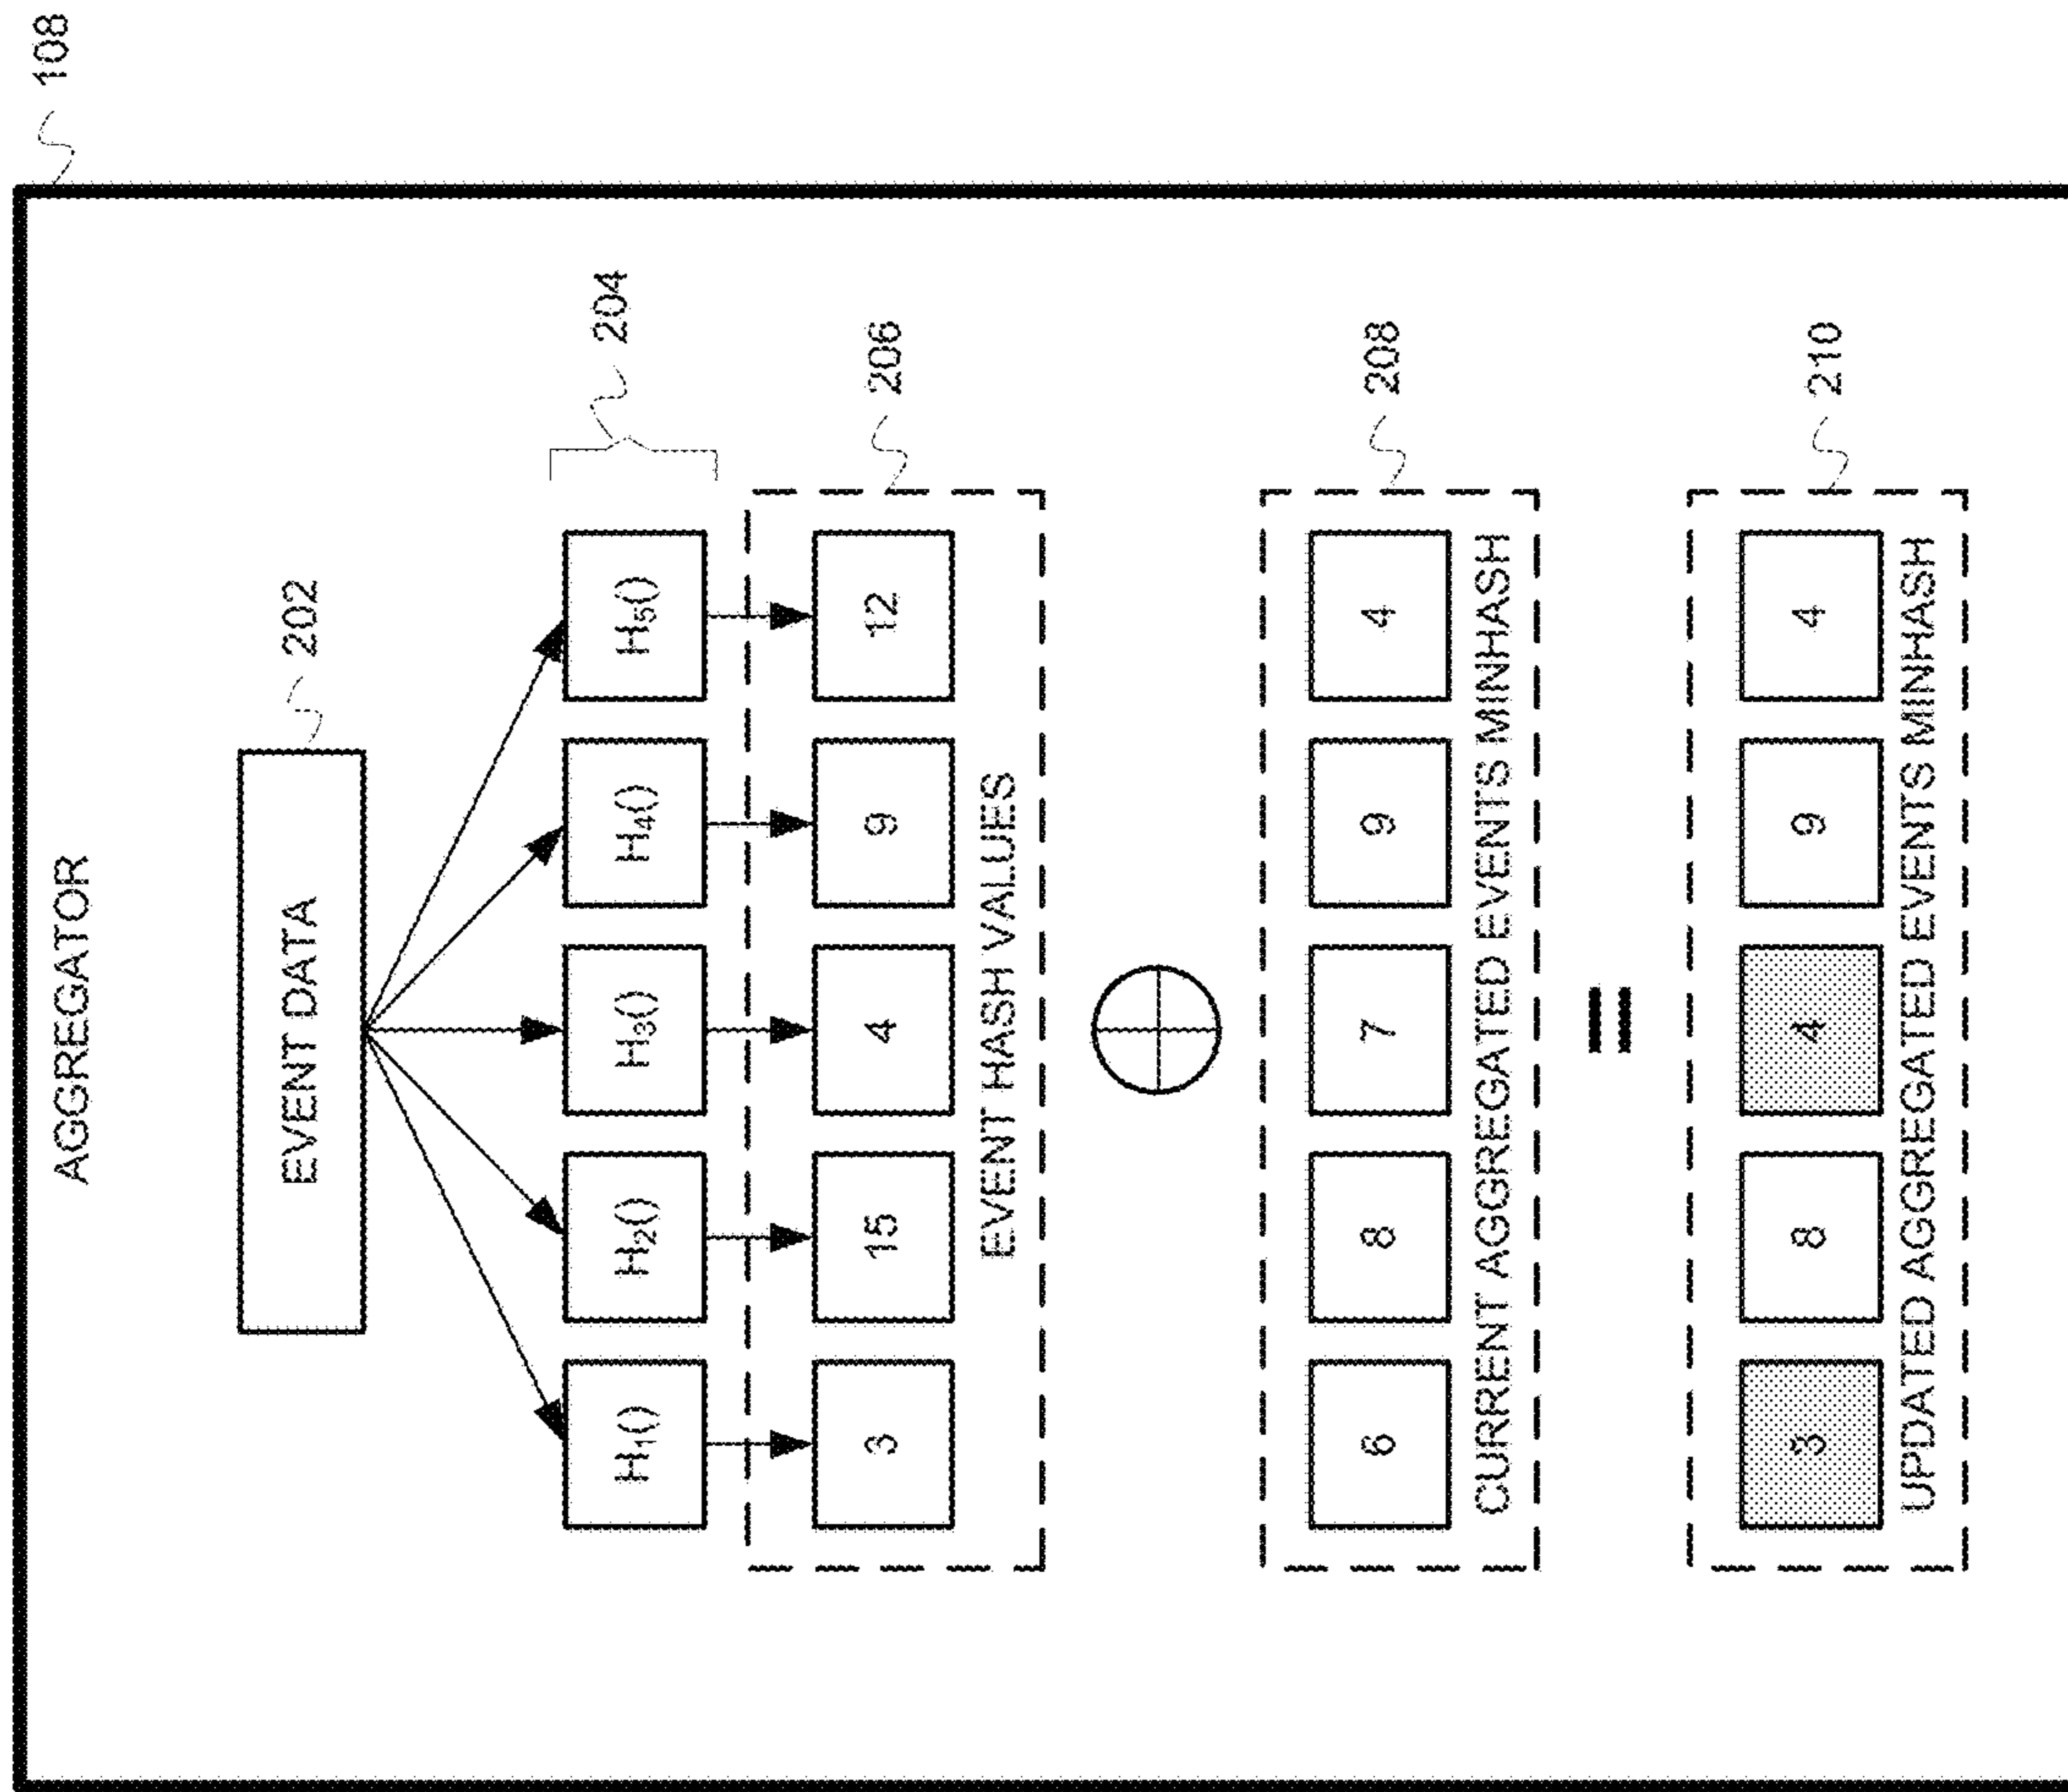 108
AGGREGATOR
202
EVENT DATA
204
H₁() H₂() H₃() H₄() H₅()
206
3 15 4 9 12
EVENT HASH VALUES
208
6 8 7 9 4
CURRENT AGGREGATED EVENTS MINHASH
=
210
3 8 4 9 4
UPDATED AGGREGATED EVENTS MINHASH